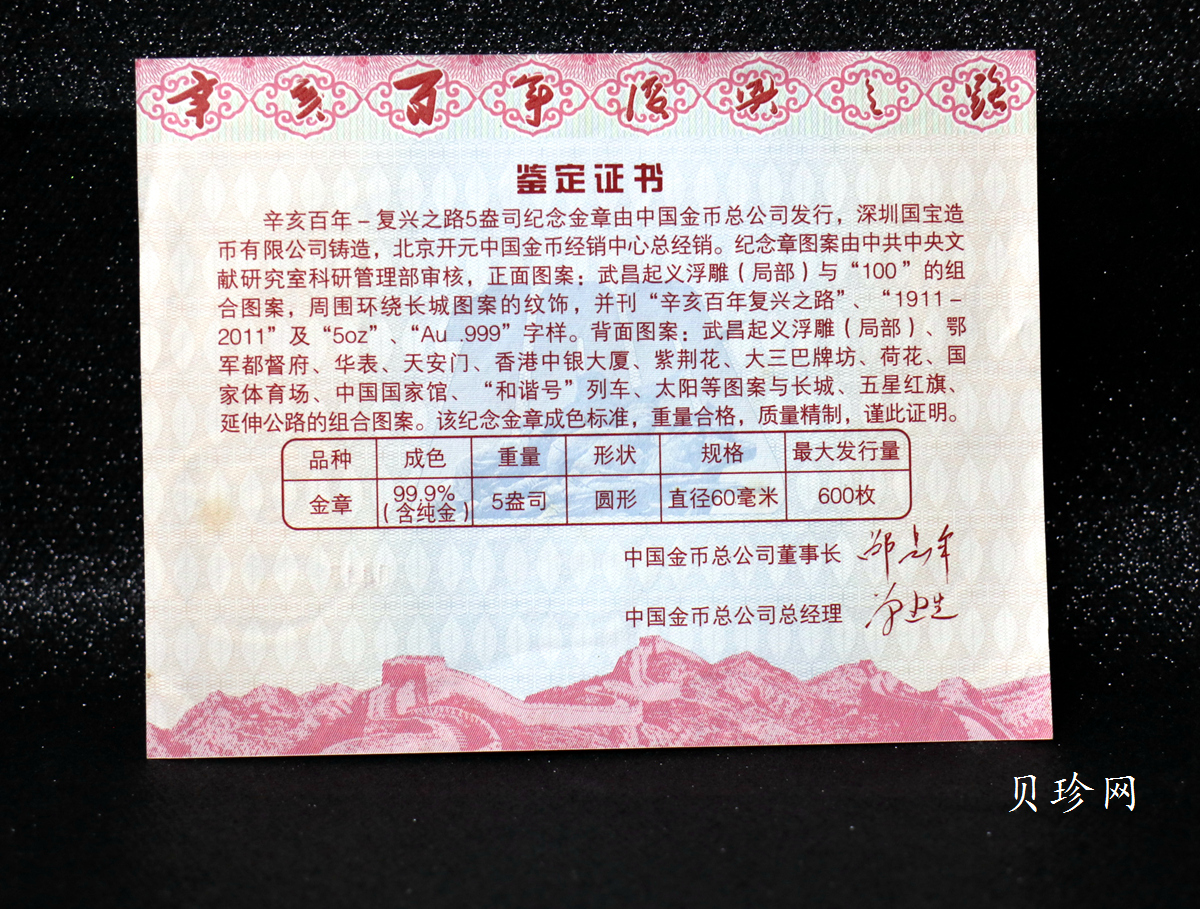 辛亥百年复兴之路
鉴定证书
辛亥百年－复兴之路5盎司纪念金章由中国金币总公司发行，深圳国宝造
币有限公司铸造，北京开元中国金币经销中心总经销。纪念章图案由中共中央文
献研究室科研管理部审核，正面图案：武昌起义浮雕（局部）与“100”的组
合图案，周围环绕长城图案的纹饰，并刊“辛亥百年复兴之路”、“1911－
2011”及“5oz”、“Au .999”字样。背面图案：武昌起义浮雕（局部）、鄂
军都督府、华表、天安门、香港中银大厦、紫荆花、大三巴牌坊、荷花、国
家体育场、中国国家馆、“和谐号”列车、太阳等图案与长城、五星红旗、
延伸公路的组合图案。该纪念金章成色标准，重量合格，质量精制，谨此证明。
品种 成色 重量 形状 规格 最大发行量
金章 99.9%（含纯金） 5盎司 圆形 直径60毫米 600枚
中国金币总公司董事长
中国金币总公司总经理
贝珍网